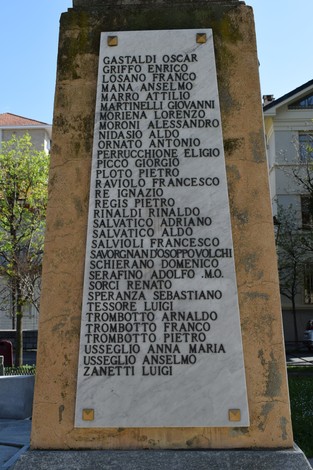 GASTALDI OSCAR
GRIFFO ENRICO
LOSANO FRANCO
MANA ANSELMO
MARRO ATTILIO
MARTINELLI GIOVANNI
MORIENA LORENZO
MORONI ALESSANDRO
NIDASIO ALDO
ORNATO ANTONIO
PERRUCCHIONE ELIGIO
PICCO GIORGIO
PLOTO PIETRO
RAVIOLO FRANCESCO
RE IGNAZIO
REGIS PIETRO
RINALDI RINALDO
SALVATICO ADRIANO
SALVATICO ALDO
SALVIOLI FRANCESCO
SAVORGNAN D'OSOPPO VOLCHI
SCHIERANO DOMENICO
SERAFINO ADOLFO .M.O.
SORCI RENATO
SPERANZA SEBASTIANO
TESSORE LUIGI
TROMBOTTO ARNALDO
TROMBOTTO FRANCO
TROMBOTTO PIETRO
USSEGLIO ANNA MARIA
USSEGLIO ANSELMO
ZANETTI LUIGI